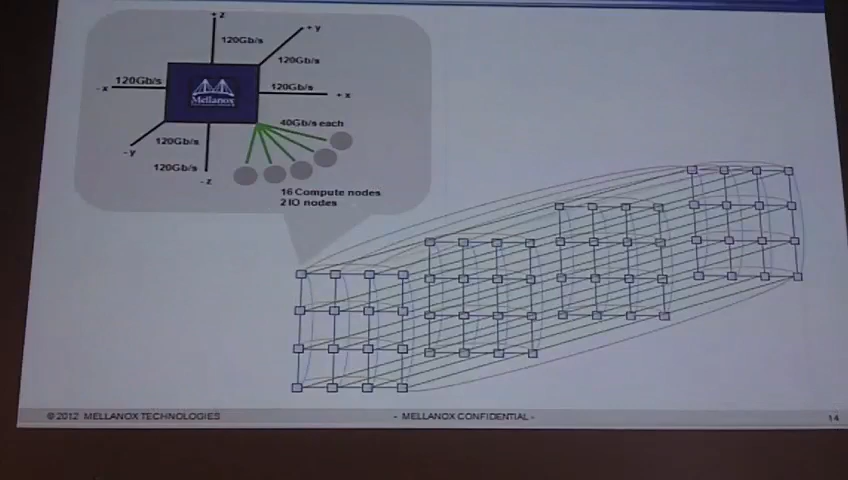 + z
+ y
120Gb/s
120Gb/s
120Gb/s
120Gb/s
- x
+ x
Mellanox
40Gb/s each
120Gb/s
- y
120Gb/s
- z
16 Compute nodes
2 IO nodes
© 2012 MELLANOX TECHNOLOGIES
- MELLANOX CONFIDENTIAL -
14